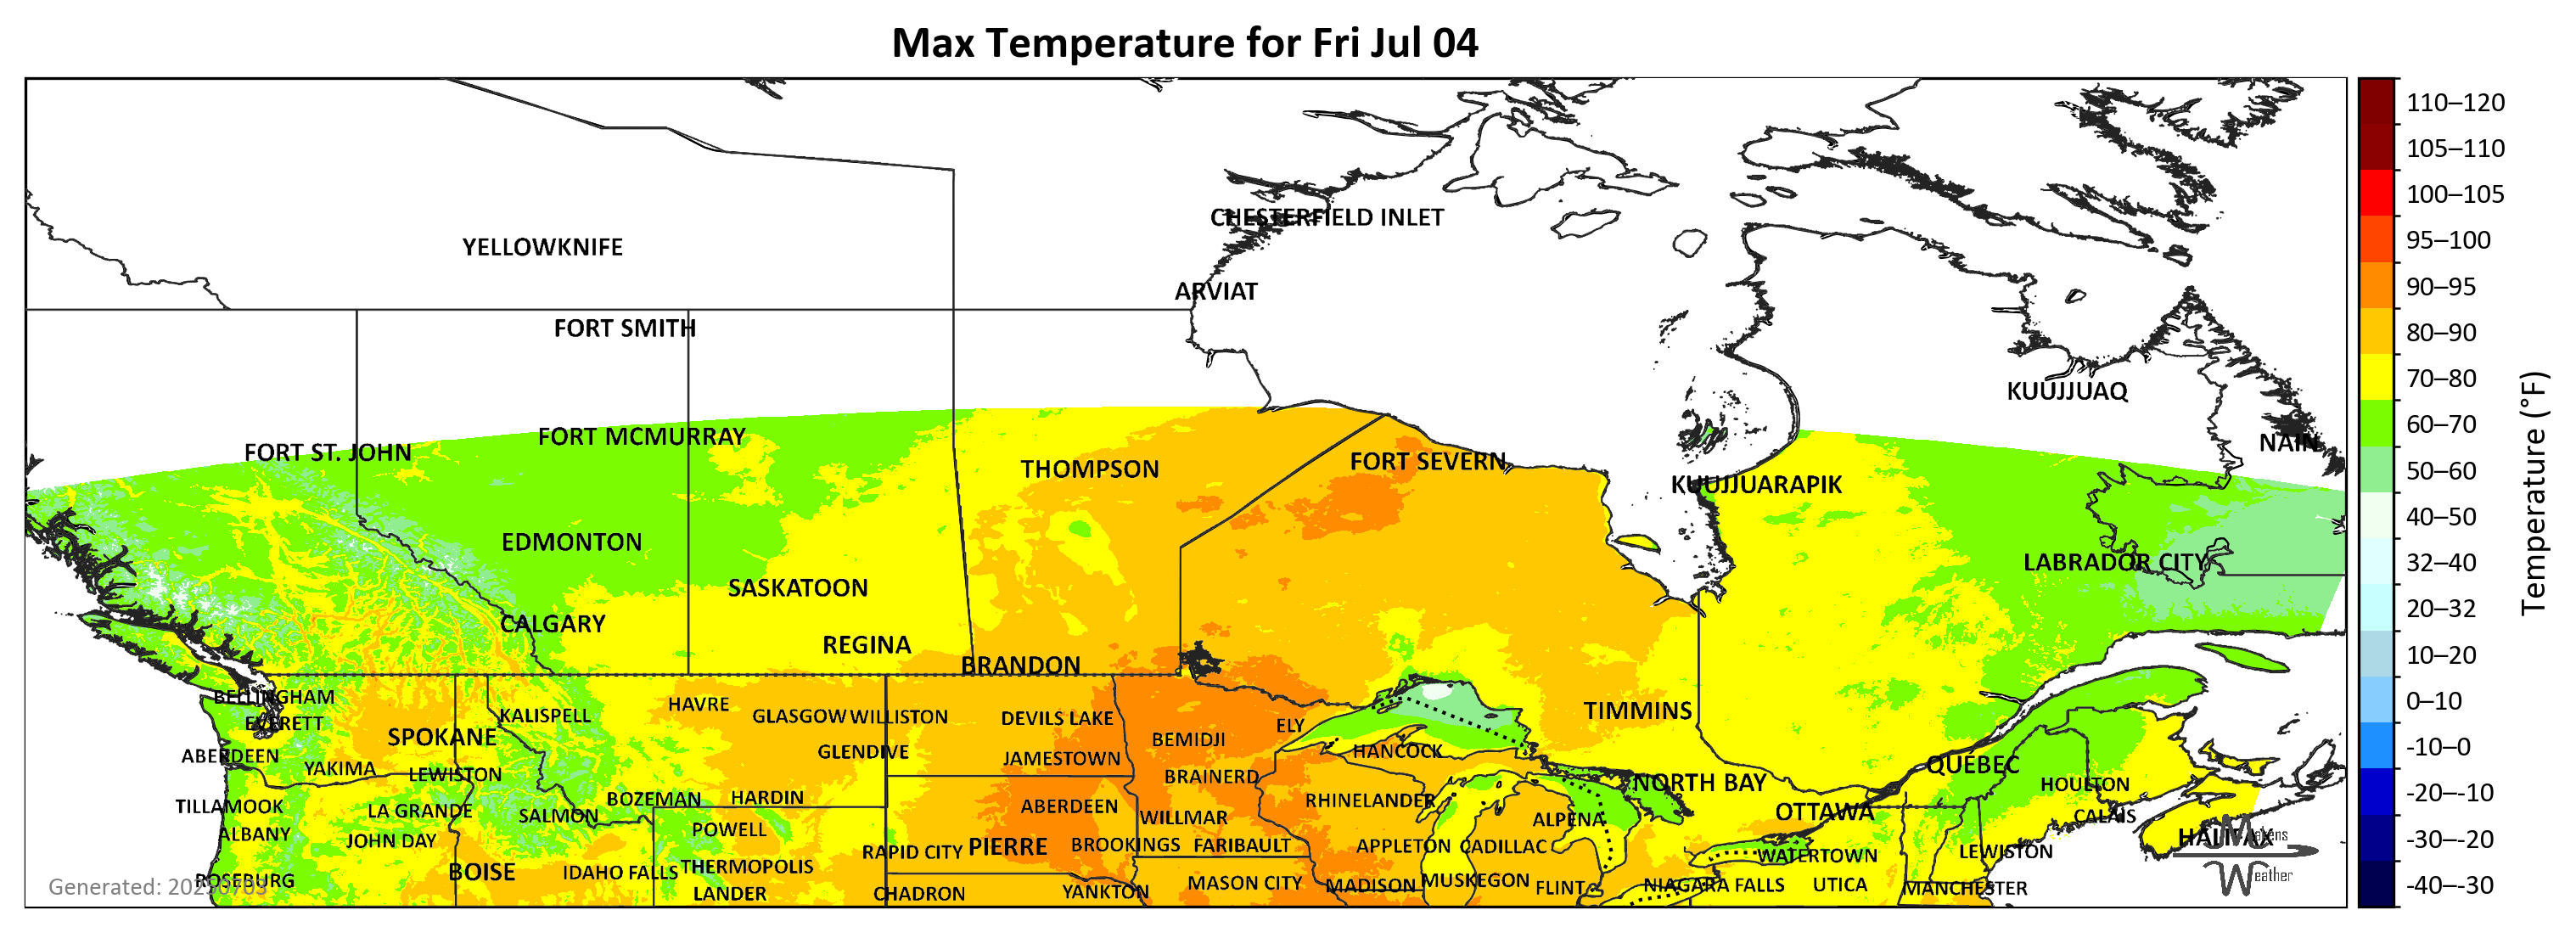 Max Temperature for Fri Jul 04
CHESTERFIELD INLET
YELLOWKNIFE
ARVIAT
FORT SMITH
KUUJJUAQ
FORT MCMURRAY
NAIN
FORT ST. JOHN
FORT SEVERN
THOMPSON
KUUJJUARAPIK
EDMONTON
LABRADOR CITY
SASKATOON
CALGARY
REGINA
BRANDON
BELLINGHAM
HAVRE
TIMMINS
KALISPELL
GLASGOW
WILLISTON
DEVILS LAKE
EVERETT
ELY
SPOKANE
BEMIDJI
GLENDIVE
HANCOCK
ABERDEEN
JAMESTOWN
QUÉBEC
YAKIMA
LEWISTON
BRAINERD
NORTH BAY
HOULTON
BOZEMAN
HARDIN
RHINELANDER
TILLAMOOK
ABERDEEN
LA GRANDE
OTTAWA
SALMON
WILLMAR
CALAIS
ALPENA
POWELL
ALBANY
HALIFAX
Makens
JOHN DAY
PIERRE
BROOKINGS
FARIBAULT
APPLETON
CADILLAC
RAPID CITY
LEWISTON
WATERTOWN
THERMOPOLIS
BOISE
IDAHO FALLS
Weather
ROSEBURG
MUSKEGON
MASON CITY
MADISON
NIAGARA FALLS
UTICA
FLINT
MANCHESTER
Generated: 20250703
LANDER
CHADRON
YANKTON
110–120
105–110
100–105
95–100
90–95
80–90
70–80
60–70
50–60
40–50
32–40
20–32
10–20
0–10
-10–0
-20–-10
-30–-20
-40–-30
Temperature (°F)